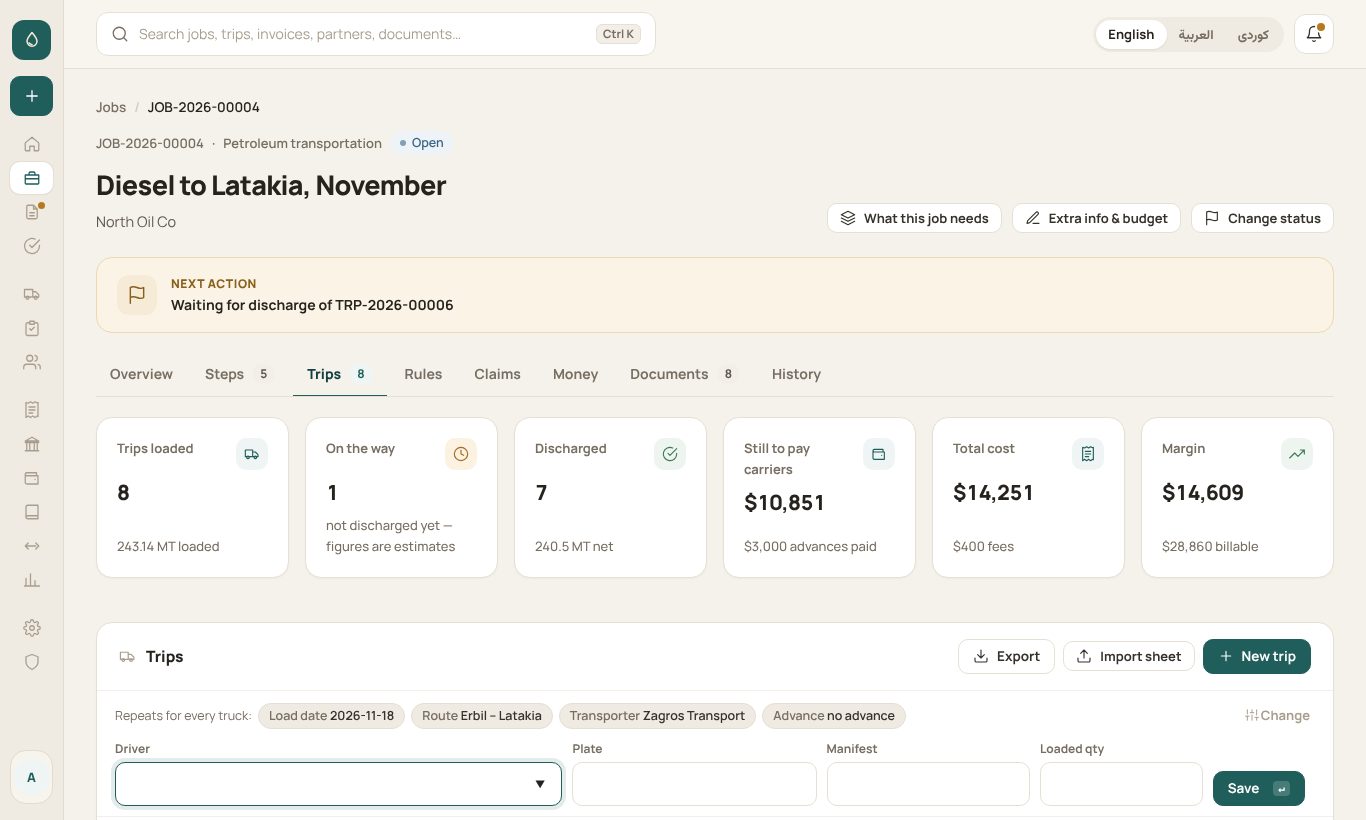 Search jobs, trips, invoices, partners, documents...
Ctrl K
English
العربية
کوردی
Jobs / JOB-2026-00004
JOB-2026-00004 · Petroleum transportation
Open
Diesel to Latakia, November
North Oil Co
What this job needs
Extra info & budget
Change status
NEXT ACTION
Waiting for discharge of TRP-2026-00006
Overview
Steps 5
Trips 8
Rules
Claims
Money
Documents 8
History
Trips loaded
8
243.14 MT loaded
On the way
1
not discharged yet —
figures are estimates
Discharged
7
240.5 MT net
Still to pay
carriers
$10,851
$3,000 advances paid
Total cost
$14,251
$400 fees
Margin
$14,609
$28,860 billable
Trips
Export
Import sheet
New trip
Repeats for every truck:
Load date 2026-11-18
Route Erbil – Latakia
Transporter Zagros Transport
Advance no advance
Change
Driver
Plate
Manifest
Loaded qty
Save
A